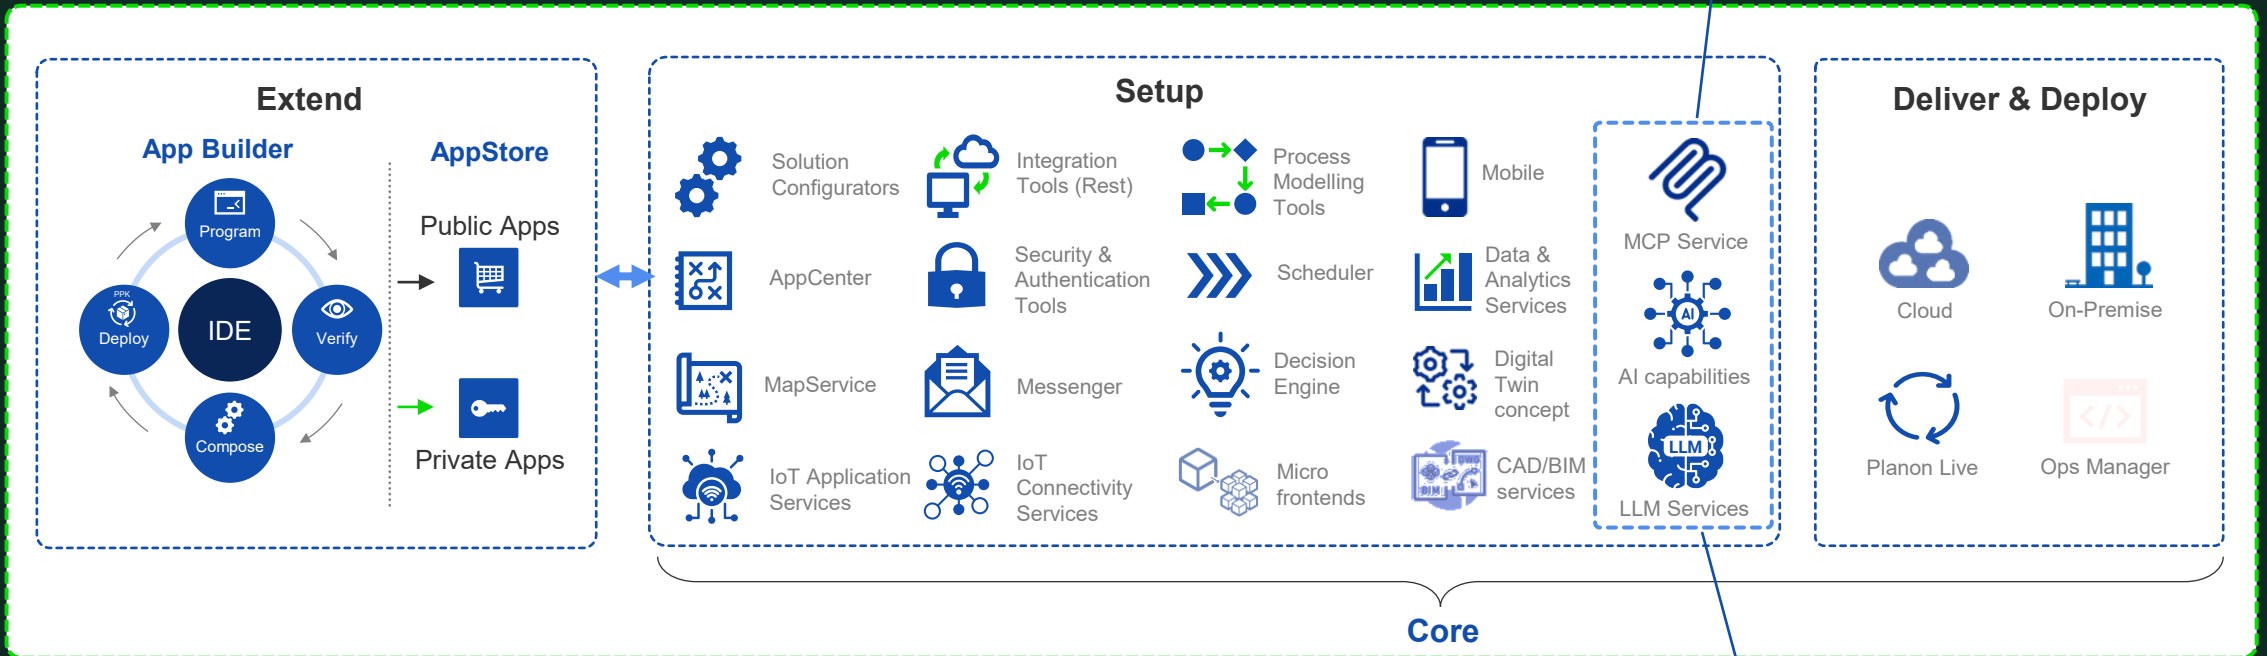 Extend
App Builder
AppStore
Program
PPK
Deploy
IDE
Verify
Compose
Public Apps
Private Apps
Setup
Solution
Configurators
Integration
Tools (Rest)
Process
Modelling
Tools
Mobile
AppCenter
Security &
Authentication
Tools
Scheduler
Data &
Analytics
Services
MapService
Messenger
Decision
Engine
Digital
Twin
concept
IoT Application
Services
IoT
Connectivity
Services
Micro
frontends
DWG
BIM
CAD/BIM
services
MCP Service
AI
AI capabilities
LLM
LLM Services
Deliver & Deploy
Cloud
On-Premise
Planon Live
</>
Ops Manager
Core